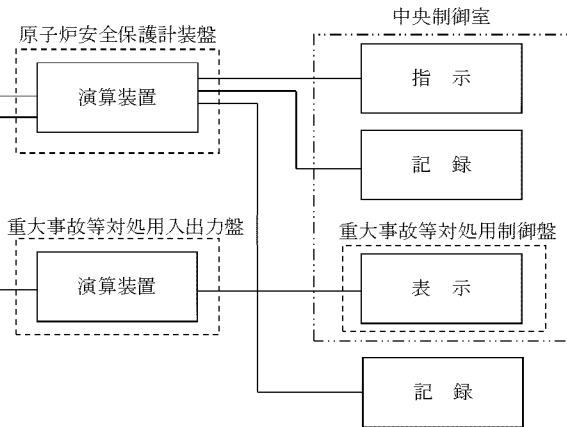 中央制御室
原子炉安全保護計装盤
演算装置
指 示
記 録
重大事故等対処用入出力盤
重大事故等対処用制御盤
演算装置
表 示
記 録